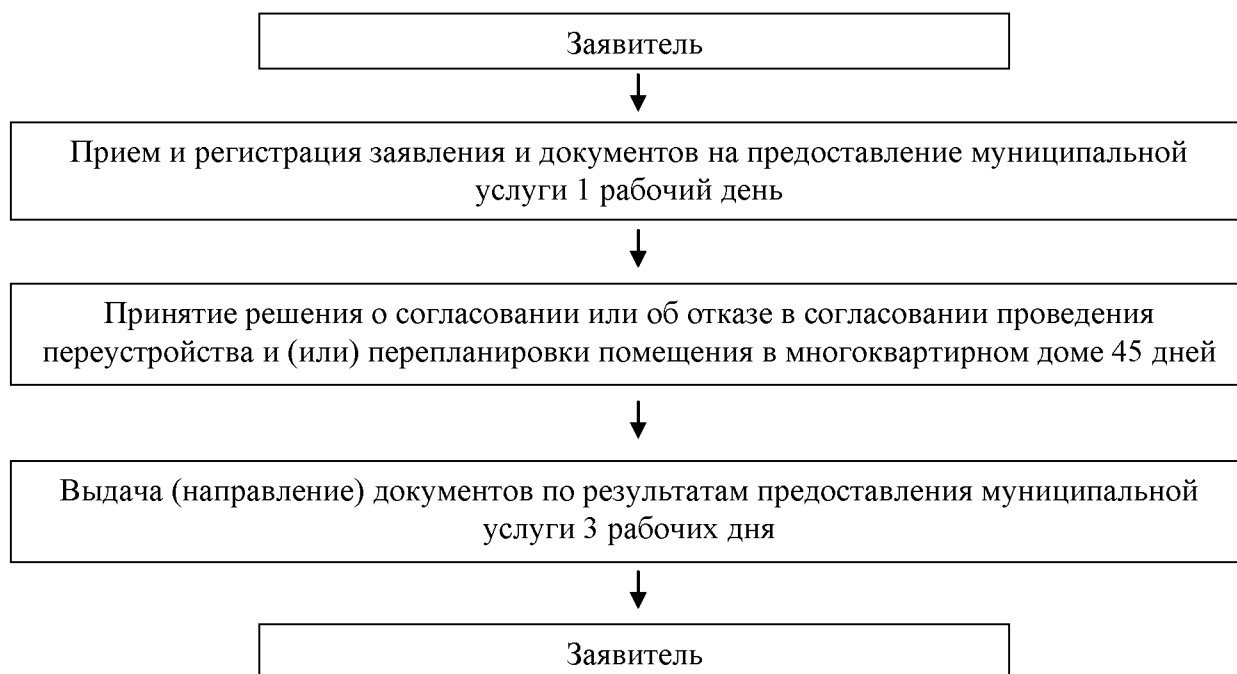 Заявитель
Прием и регистрация заявления и документов на предоставление муниципальной
услуги 1 рабочий день
Принятие решения о согласовании или об отказе в согласовании проведения
переустройства и (или) перепланировки помещения в многоквартирном доме 45 дней
Выдача (направление) документов по результатам предоставления муниципальной
услуги 3 рабочих дня
Заявитель